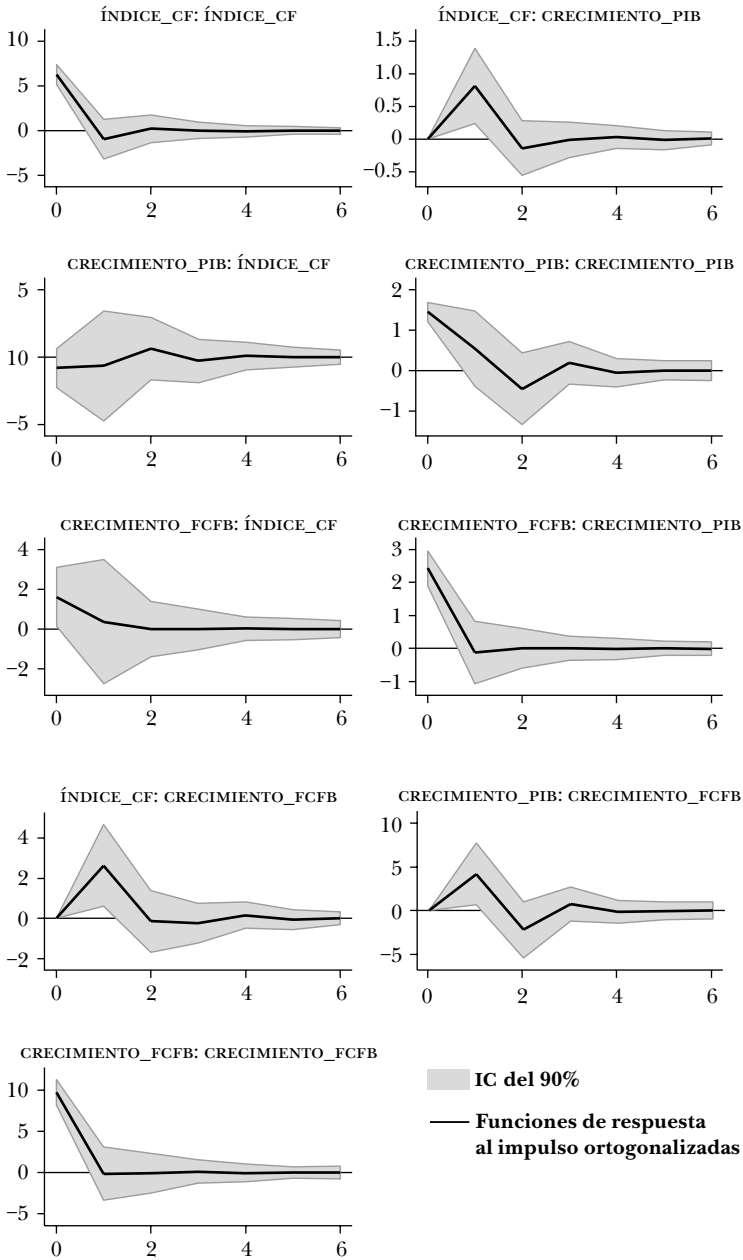 ÍNDICE_CF: ÍNDICE_CF
10
5
0
−5
0 2 4 6
ÍNDICE_CF: CRECIMIENTO_PIB
1.5
1.0
0.5
0
−0.5
0 2 4 6
CRECIMIENTO_PIB: ÍNDICE_CF
5
10
−5
0 2 4 6
CRECIMIENTO_PIB: CRECIMIENTO_PIB
2
1
0
−1
0 2 4 6
CRECIMIENTO_FCFB: ÍNDICE_CF
4
2
0
−2
0 2 4 6
CRECIMIENTO_FCFB: CRECIMIENTO_PIB
3
2
1
0
−1
0 2 4 6
ÍNDICE_CF: CRECIMIENTO_FCFB
4
2
0
−2
0 2 4 6
CRECIMIENTO_PIB: CRECIMIENTO_FCFB
10
5
0
−5
0 2 4 6
CRECIMIENTO_FCFB: CRECIMIENTO_FCFB
10
5
0
−5
0 2 4 6
IC del 90%
Funciones de respuesta
al impulso ortogonalizadas